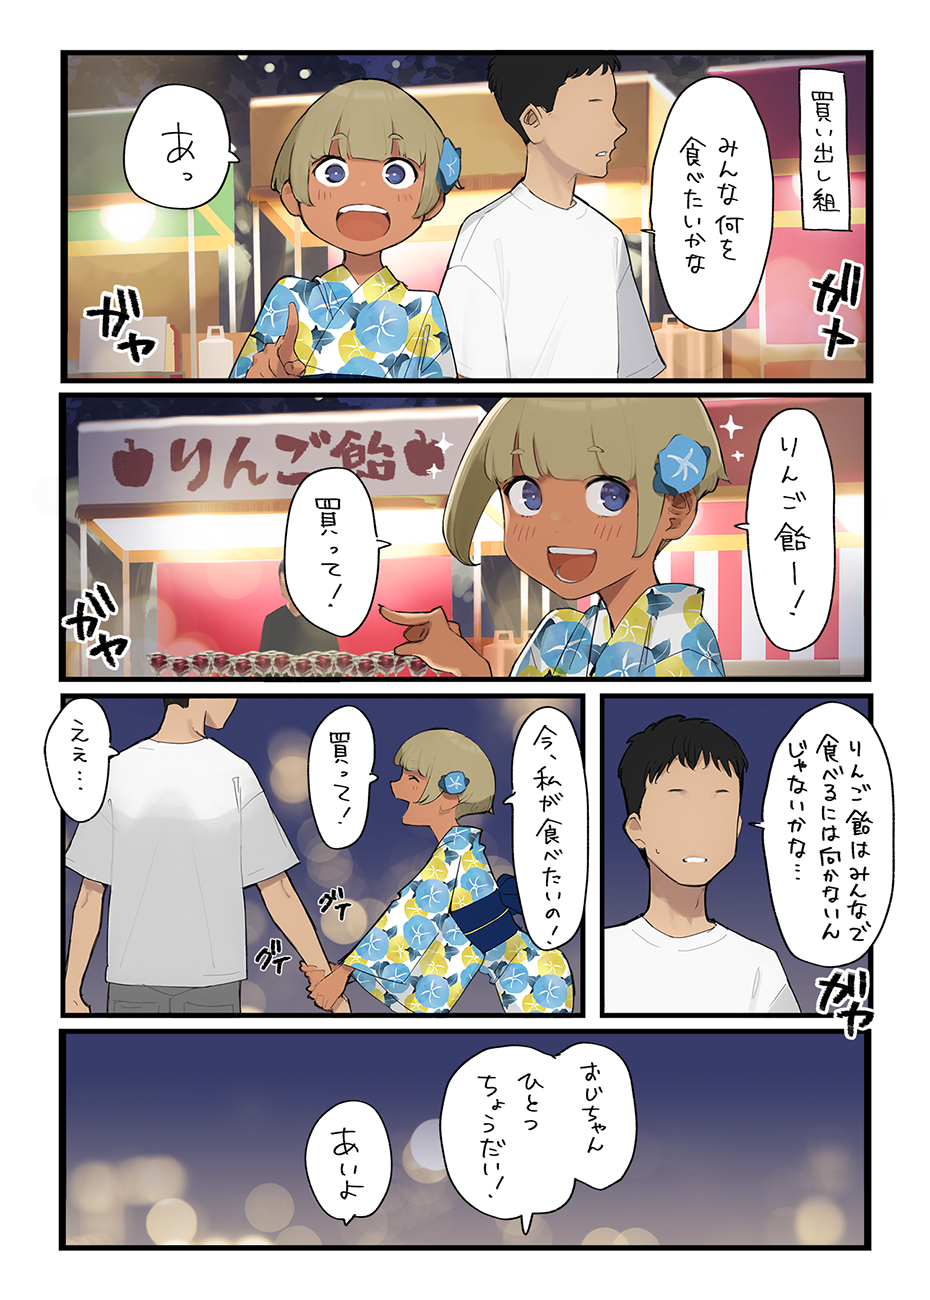 買い出し組
みんな何を
食べたいかな
あっ
ガヤ
ガヤ
りんご飴ー！
りんご飴
買って！
ガヤ
りんご飴はみんなで
食べるには向かないん
じゃないかな…
ガヤ
今、私が食べたいの！
買って！
グイ
グイ
ええ…
おじちゃん
ひとつ
ちょうだい！
あいよ